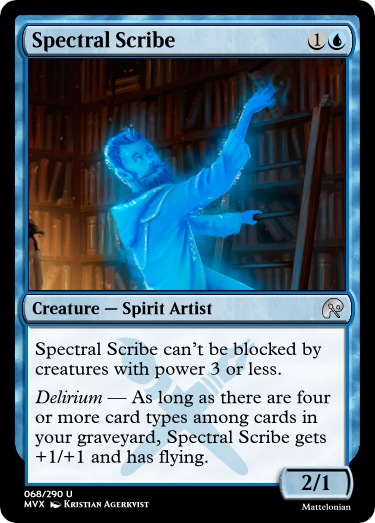 Spectral Scribe 1
Creature — Spirit Artist
Spectral Scribe can't be blocked by
creatures with power 3 or less.
Delirium — As long as there are four
or more card types among cards in
your graveyard, Spectral Scribe gets
+1/+1 and has flying.
2/1
068/290 U
MVX Kristian Agerkvist
Mattelonian